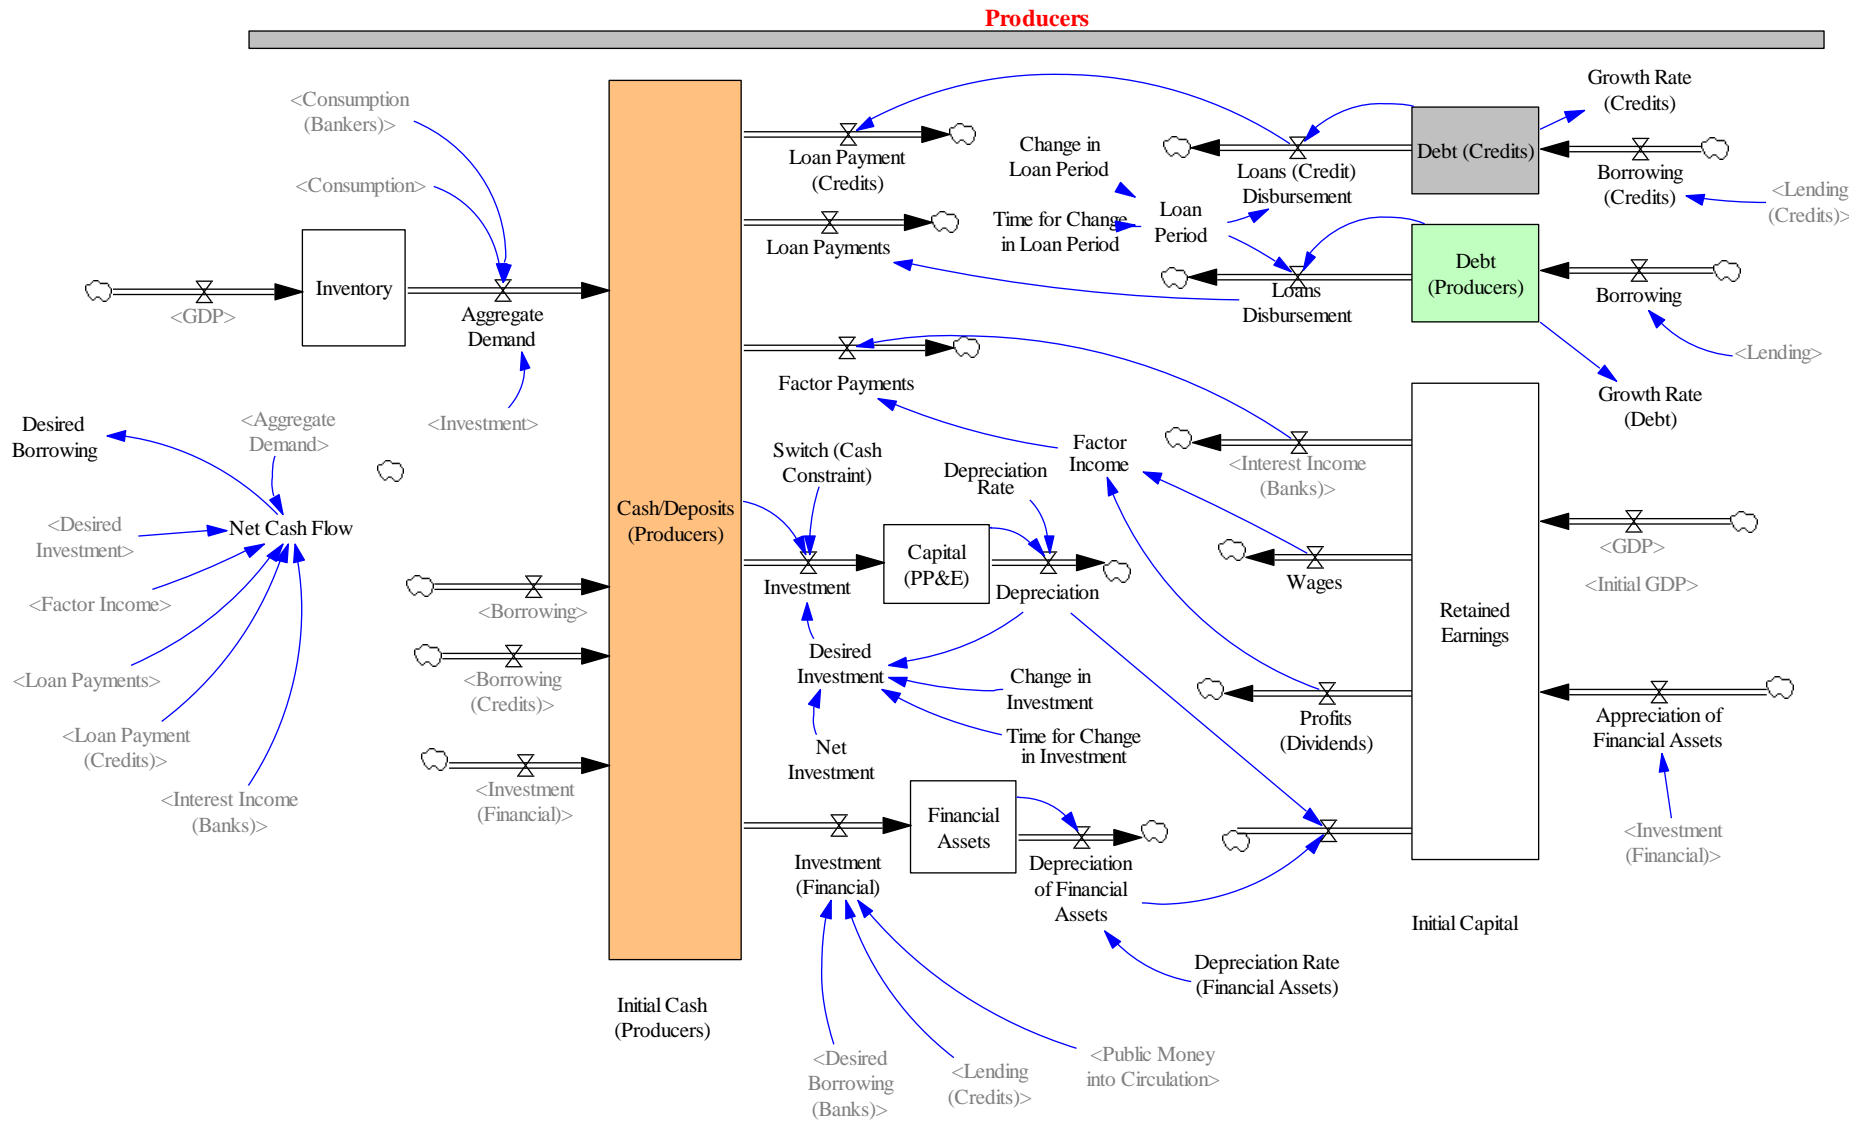 Producers
<Consumption
(Bankers)>
<Consumption>
Inventory
<GDP>
Aggregate
Demand
<Investment>
Desired
Borrowing
<Aggregate
Demand>
<Desired
Investment>
Net Cash Flow
<Factor Income>
<Loan Payments>
<Loan Payment
(Credits)>
<Interest Income
(Banks)>
<Borrowing>
<Borrowing
(Credits)>
<Investment
(Financial)>
Cash/Deposits
(Producers)
Initial Cash
(Producers)
Loan Payment
(Credits)
Loan Payments
Factor Payments
Switch (Cash
Constraint)
Investment
Capital
(PP&E)
Depreciation
Rate
Depreciation
Desired
Investment
Change in
Investment
Time for Change
in Investment
Net
Investment
Investment
(Financial)
Financial
Assets
Depreciation
of Financial
Assets
Depreciation Rate
(Financial Assets)
<Desired
Borrowing
(Banks)>
<Lending
(Credits)>
<Public Money
into Circulation>
Change in
Loan Period
Time for Change
in Loan Period
Loan
Period
Loans (Credit)
Disbursement
Loans
Disbursement
Debt (Credits)
Debt
(Producers)
Growth Rate
(Credits)
Borrowing
(Credits)
<Lending
(Credits)>
Borrowing
<Lending>
Growth Rate
(Debt)
Factor
Income
<Interest Income
(Banks)>
Wages
Profits
(Dividends)
Retained
Earnings
<GDP>
<Initial GDP>
Appreciation of
Financial Assets
<Investment
(Financial)>
Initial Capital